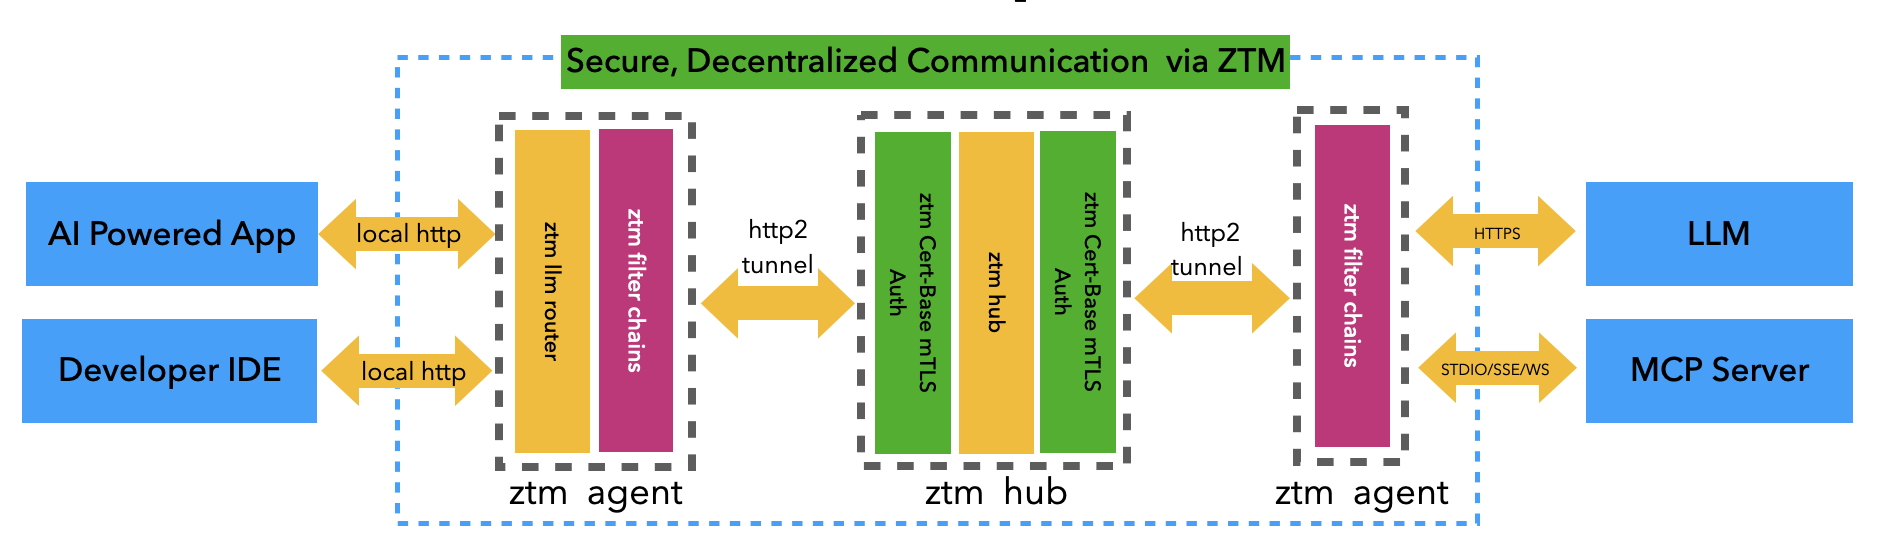 Secure, Decentralized Communication via ZTM
AI Powered App
local http
Developer IDE
local http
ztm llm router
ztm filter chains
ztm agent
http2
tunnel
ztm Cert-Base mTLS
Auth
ztm hub
ztm Cert-Base mTLS
Auth
ztm hub
http2
tunnel
ztm filter chains
ztm agent
HTTPS
LLM
STDIO/SSE/WS
MCP Server